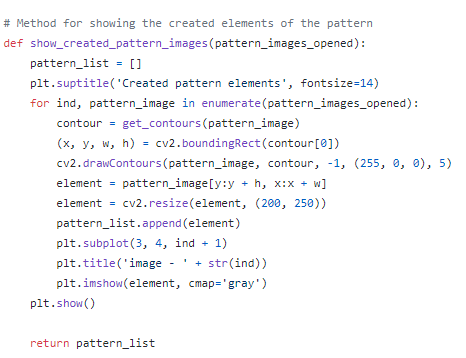 # Method for showing the created elements of the pattern
def show_created_pattern_images(pattern_images_opened):
    pattern_list = []
    plt.suptitle('Created pattern elements', fontsize=14)
    for ind, pattern_image in enumerate(pattern_images_opened):
        contour = get_contours(pattern_image)
        (x, y, w, h) = cv2.boundingRect(contour[0])
        cv2.drawContours(pattern_image, contour, -1, (255, 0, 0), 5)
        element = pattern_image[y:y + h, x:x + w]
        element = cv2.resize(element, (200, 250))
        pattern_list.append(element)
        plt.subplot(3, 4, ind + 1)
        plt.title('image - ' + str(ind))
        plt.imshow(element, cmap='gray')
    plt.show()

    return pattern_list